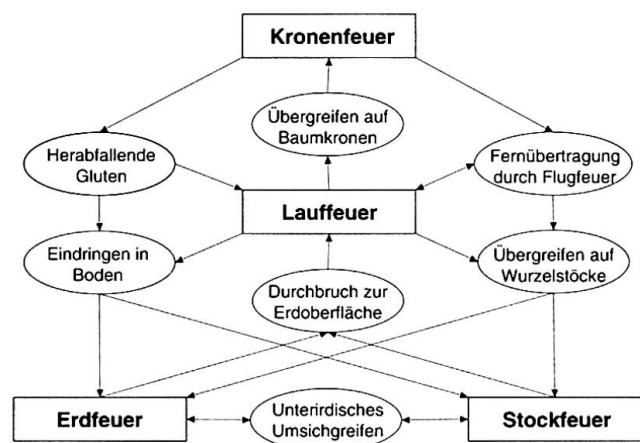 Kronenfeuer
Übergreifen auf
Baumkronen
Herabfallende
Gluten
Fernübertragung
durch Flugfeuer
Lauffeuer
Eindringen in
Boden
Übergreifen auf
Wurzelstöcke
Durchbruch zur
Erdoberfläche
Erdfeuer
Unterirdisches
Umsichgreifen
Stockfeuer